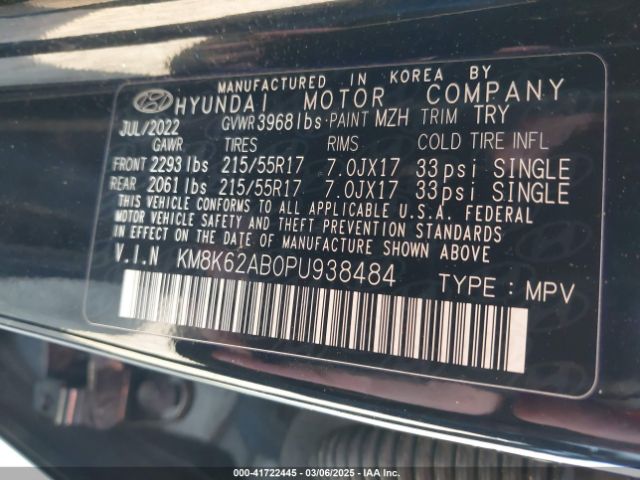 MANUFACTURED IN KOREA BY
HYUNDAI MOTOR COMPANY
JUL/2022 GVWR 3968 lbs · PAINT MZH TRIM TRY
GAWR TIRES RIMS COLD TIRE INFL
FRONT 2293 lbs 215/55R17 7.0JX17 33psi SINGLE
REAR 2061 lbs 215/55R17 7.0JX17 33psi SINGLE
THIS VEHICLE CONFORMS TO ALL APPLICABLE U.S.A. FEDERAL
MOTOR VEHICLE SAFETY AND THEFT PREVENTION STANDARDS
IN EFFECT ON THE DATE OF MANUFACTURE SHOWN ABOVE
V.I.N KM8K62AB0PU938484
TYPE : MPV
000-41722445 - 03/06/2025 - IAA